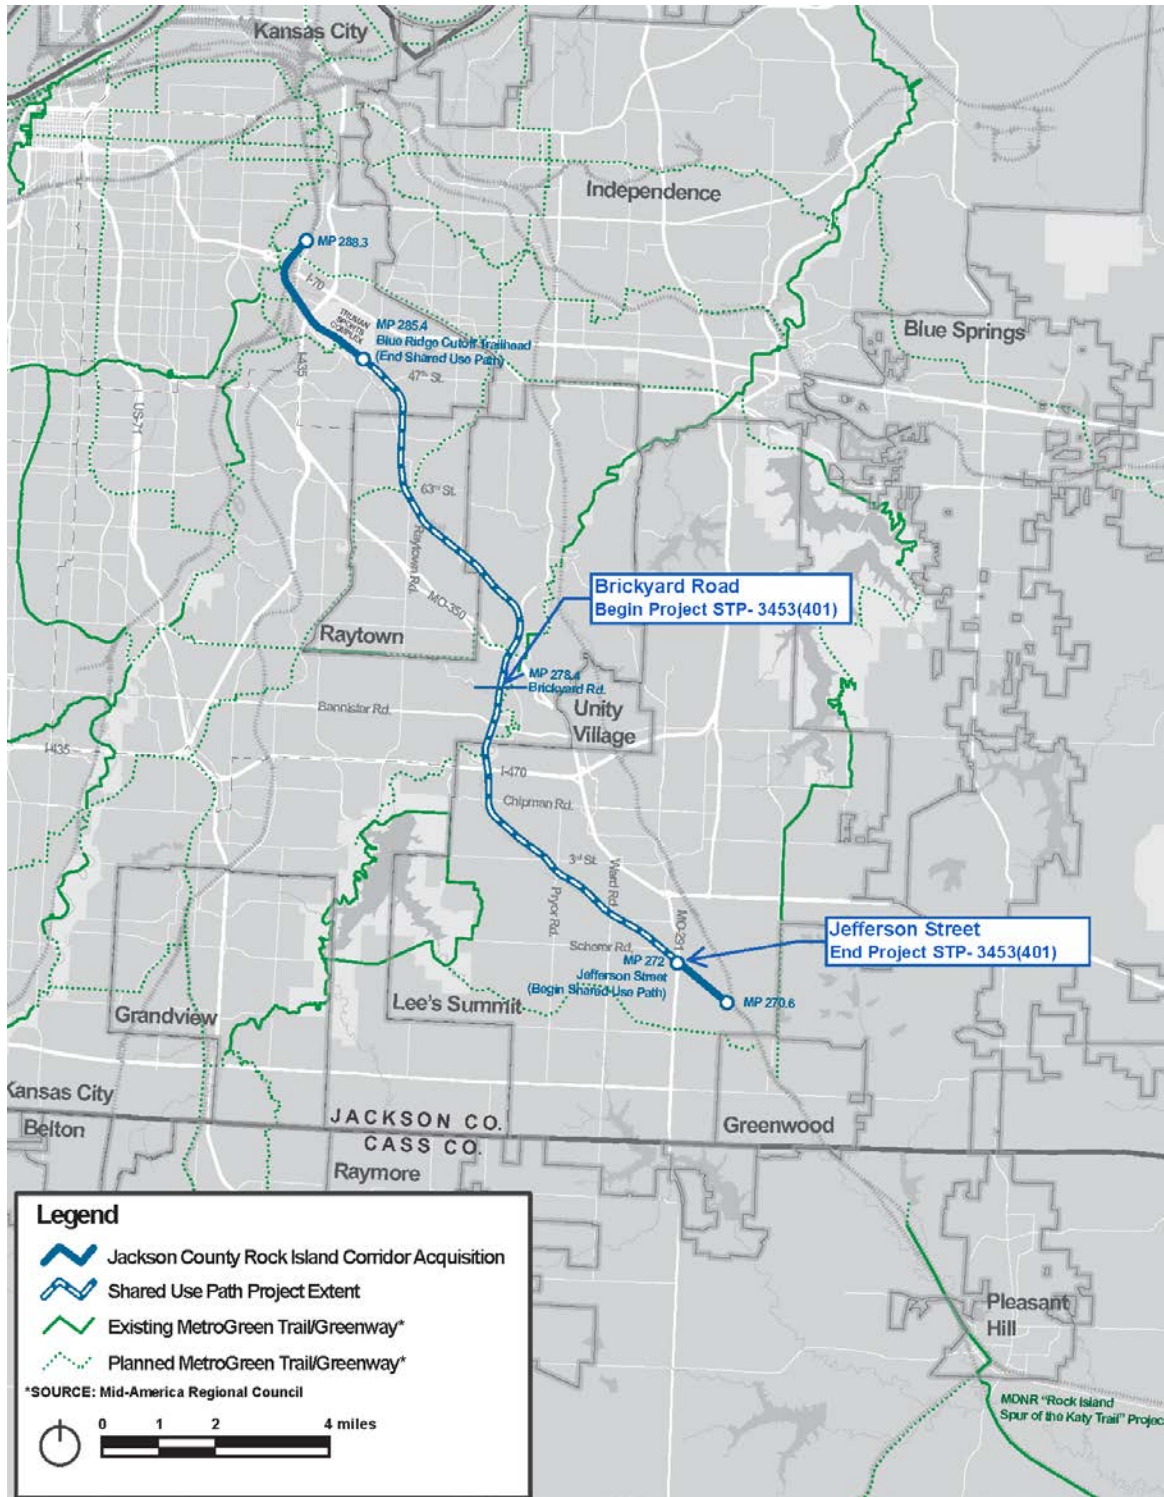 Kansas City
Independence
MP 288.3
I-70
TRUMAN
SPORTS
COMPLEX
MP 285.4
Blue Ridge Cutoff Trailhead
(End Shared Use Path)
Blue Springs
I-435
47th St.
US-71
63rd St.
Raytown Rd.
MO-350
Brickyard Road
Begin Project STP- 3453(401)
Raytown
MP 278.4
Brickyard Rd.
Bannister Rd.
Unity
Village
I-435
I-470
Chipman Rd.
3rd St.
Ward Rd.
Pryor Rd.
MO-291
Jefferson Street
End Project STP- 3453(401)
Scherer Rd.
MP 272
Jefferson Street
(Begin Shared Use Path)
MP 270.6
Lee's Summit
Grandview
Kansas City
JACKSON CO.
Greenwood
Belton
CASS CO.
Raymore
Legend
Jackson County Rock Island Corridor Acquisition
Shared Use Path Project Extent
Existing MetroGreen Trail/Greenway*
Planned MetroGreen Trail/Greenway*
*SOURCE: Mid-America Regional Council
0 1 2 4 miles
Pleasant
Hill
MDNR "Rock Island
Spur of the Katy Trail" Projec